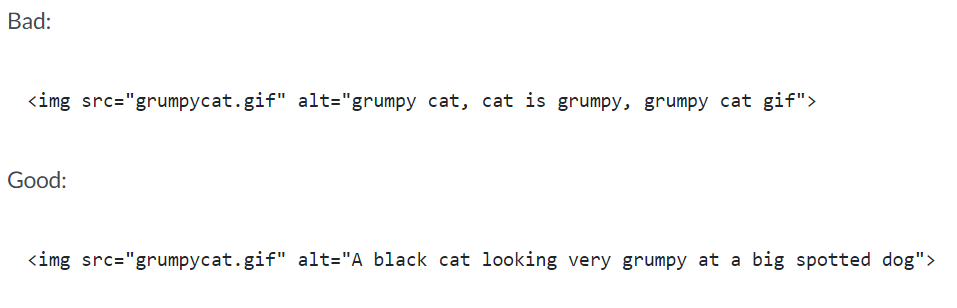 Bad:
<img src="grumpycat.gif" alt="grumpy cat, cat is grumpy, grumpy cat gif">
Good:
<img src="grumpycat.gif" alt="A black cat looking very grumpy at a big spotted dog">